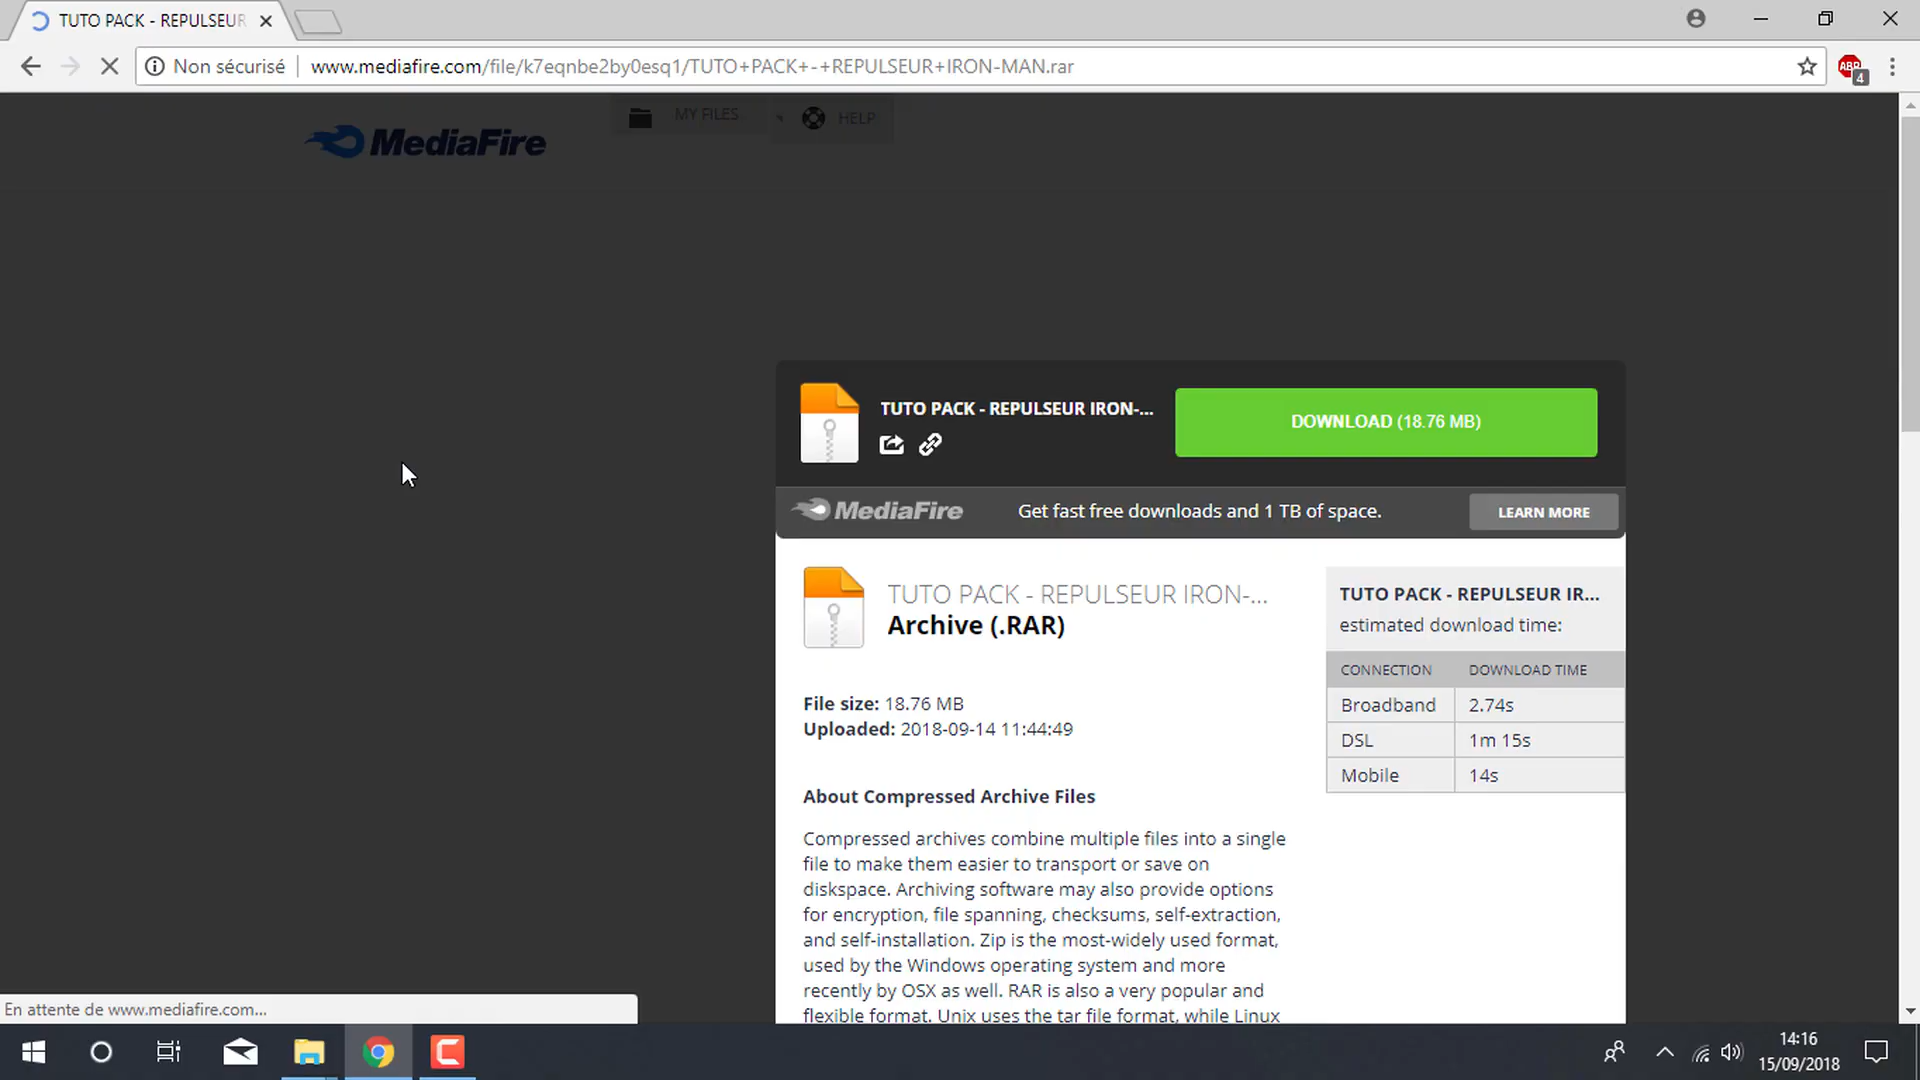 TUTO PACK - REPULSEUR
Non sécurisé
www.mediafire.com/file/k7eqnbe2by0esq1/TUTO+PACK+-+REPULSEUR+IRON-MAN.rar
ABP
4
MediaFire
MY FILES
HELP
TUTO PACK - REPULSEUR IRON-...
DOWNLOAD (18.76 MB)
MediaFire
Get fast free downloads and 1 TB of space.
LEARN MORE
TUTO PACK - REPULSEUR IRON-...
Archive (.RAR)
File size: 18.76 MB
Uploaded: 2018-09-14 11:44:49
About Compressed Archive Files
Compressed archives combine multiple files into a single
file to make them easier to transport or save on
diskspace. Archiving software may also provide options
for encryption, file spanning, checksums, self-extraction,
and self-installation. Zip is the most-widely used format,
used by the Windows operating system and more
recently by OSX as well. RAR is also a very popular and
flexible format. Unix uses the tar file format, while Linux
TUTO PACK - REPULSEUR IR...
estimated download time:
CONNECTION DOWNLOAD TIME
Broadband 2.74s
DSL 1m 15s
Mobile 14s
En attente de www.mediafire.com...
14:16
15/09/2018